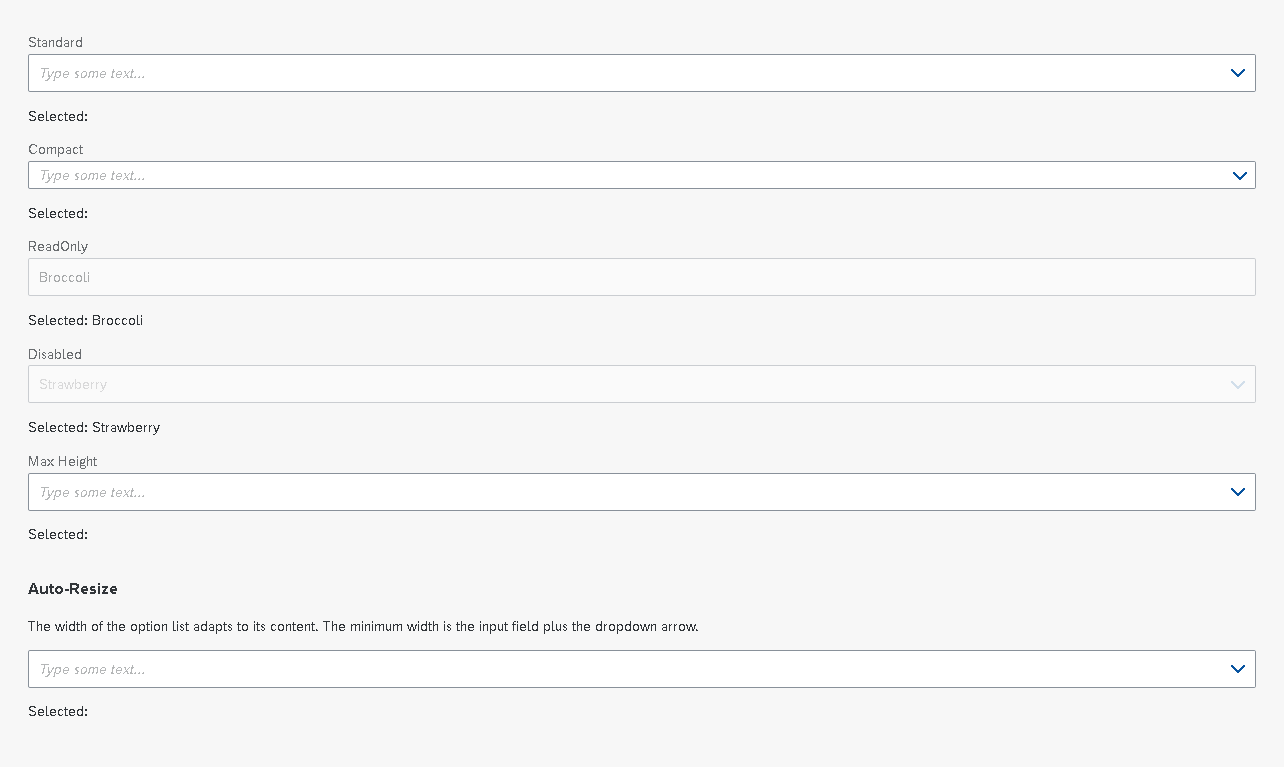 Standard
Type some text...
Selected:
Compact
Type some text...
Selected:
ReadOnly
Broccoli
Selected: Broccoli
Disabled
Strawberry
Selected: Strawberry
Max Height
Type some text...
Selected:
Auto-Resize
The width of the option list adapts to its content. The minimum width is the input field plus the dropdown arrow.
Type some text...
Selected: